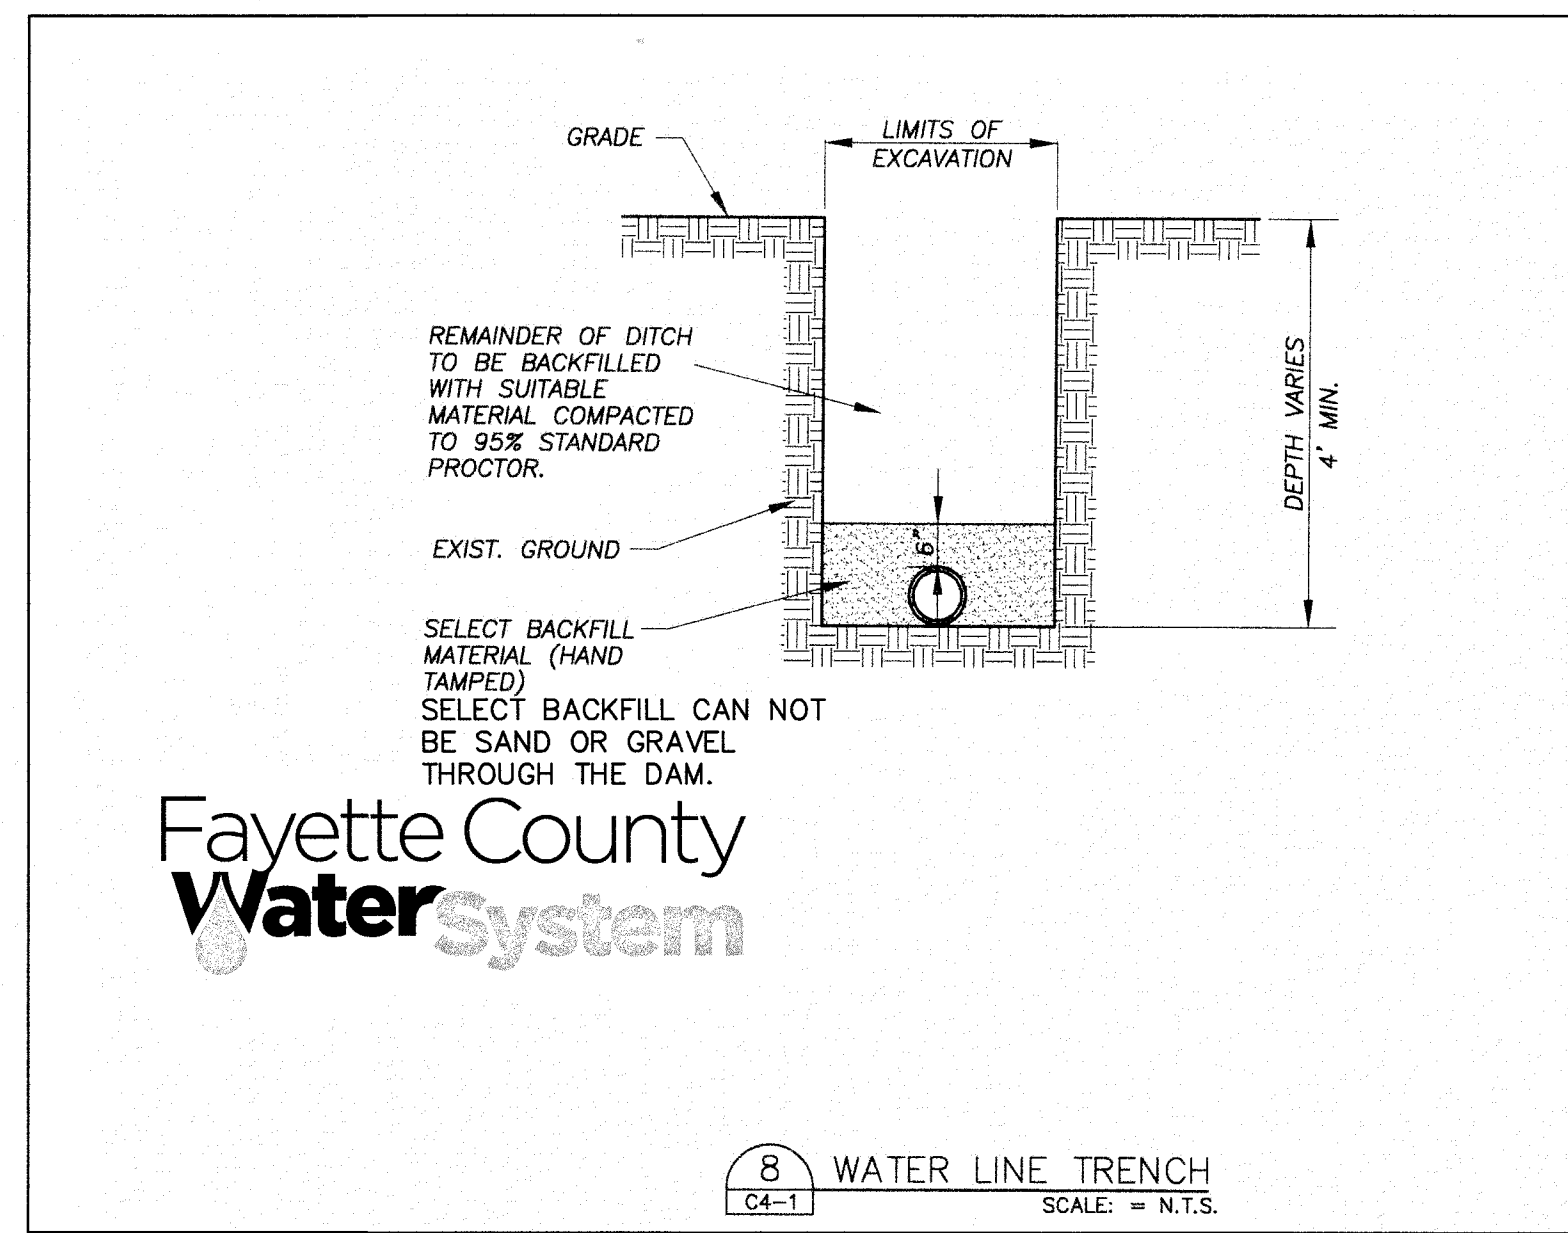 GRADE
LIMITS OF
EXCAVATION
REMAINDER OF DITCH
TO BE BACKFILLED
WITH SUITABLE
MATERIAL COMPACTED
TO 95% STANDARD
PROCTOR.
DEPTH VARIES
4' MIN.
6"
EXIST. GROUND
SELECT BACKFILL
MATERIAL (HAND
TAMPED)
SELECT BACKFILL CAN NOT
BE SAND OR GRAVEL
THROUGH THE DAM.
Fayette County
WaterSystem
8
C4-1
WATER LINE TRENCH
SCALE: = N.T.S.